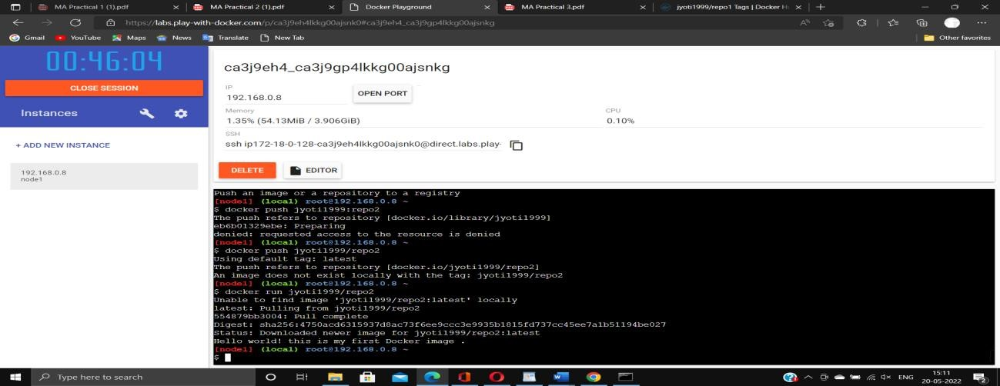 MA Practical 1 (1).pdf
MA Practical 2 (1).pdf
Docker Playground
MA Practical 3.pdf
jyoti1999/repo1 Tags | Docker Hu
https://labs.play-with-docker.com/p/ca3j9eh4lkkg00ajsnk0#ca3j9eh4_ca3j9gp4lkkg00ajsnkg
Gmail
YouTube
Maps
News
Translate
New Tab
Other favorites
00:46:04
CLOSE SESSION
Instances
+ ADD NEW INSTANCE
192.168.0.8
node1
ca3j9eh4_ca3j9gp4lkkg00ajsnkg
IP
192.168.0.8
OPEN PORT
Memory
1.35% (54.13MiB / 3.906GiB)
CPU
0.10%
SSH
ssh ip172-18-0-128-ca3j9eh4lkkg00ajsnk0@direct.labs.play-
DELETE
EDITOR
Push an image or a repository to a registry
[node1] (local) root@192.168.0.8 ~
$ docker push jyoti1999:repo2
The push refers to repository [docker.io/library/jyoti1999]
eb6b01329ebe: Preparing
denied: requested access to the resource is denied
[node1] (local) root@192.168.0.8 ~
$ docker push jyoti1999/repo2
Using default tag: latest
The push refers to repository [docker.io/jyoti1999/repo2]
An image does not exist locally with the tag: jyoti1999/repo2
[node1] (local) root@192.168.0.8 ~
$ docker run jyoti1999/repo2
Unable to find image 'jyoti1999/repo2:latest' locally
latest: Pulling from jyoti1999/repo2
554879bb3004: Pull complete
Digest: sha256:4750acd6315937d8ac73f6ee9ccc3e9935b1815fd737cc45ee7a1b51194be027
Status: Downloaded newer image for jyoti1999/repo2:latest
Hello world! this is my first Docker image .
[node1] (local) root@192.168.0.8 ~
$
Type here to search
ENG
15:11
20-05-2022
2